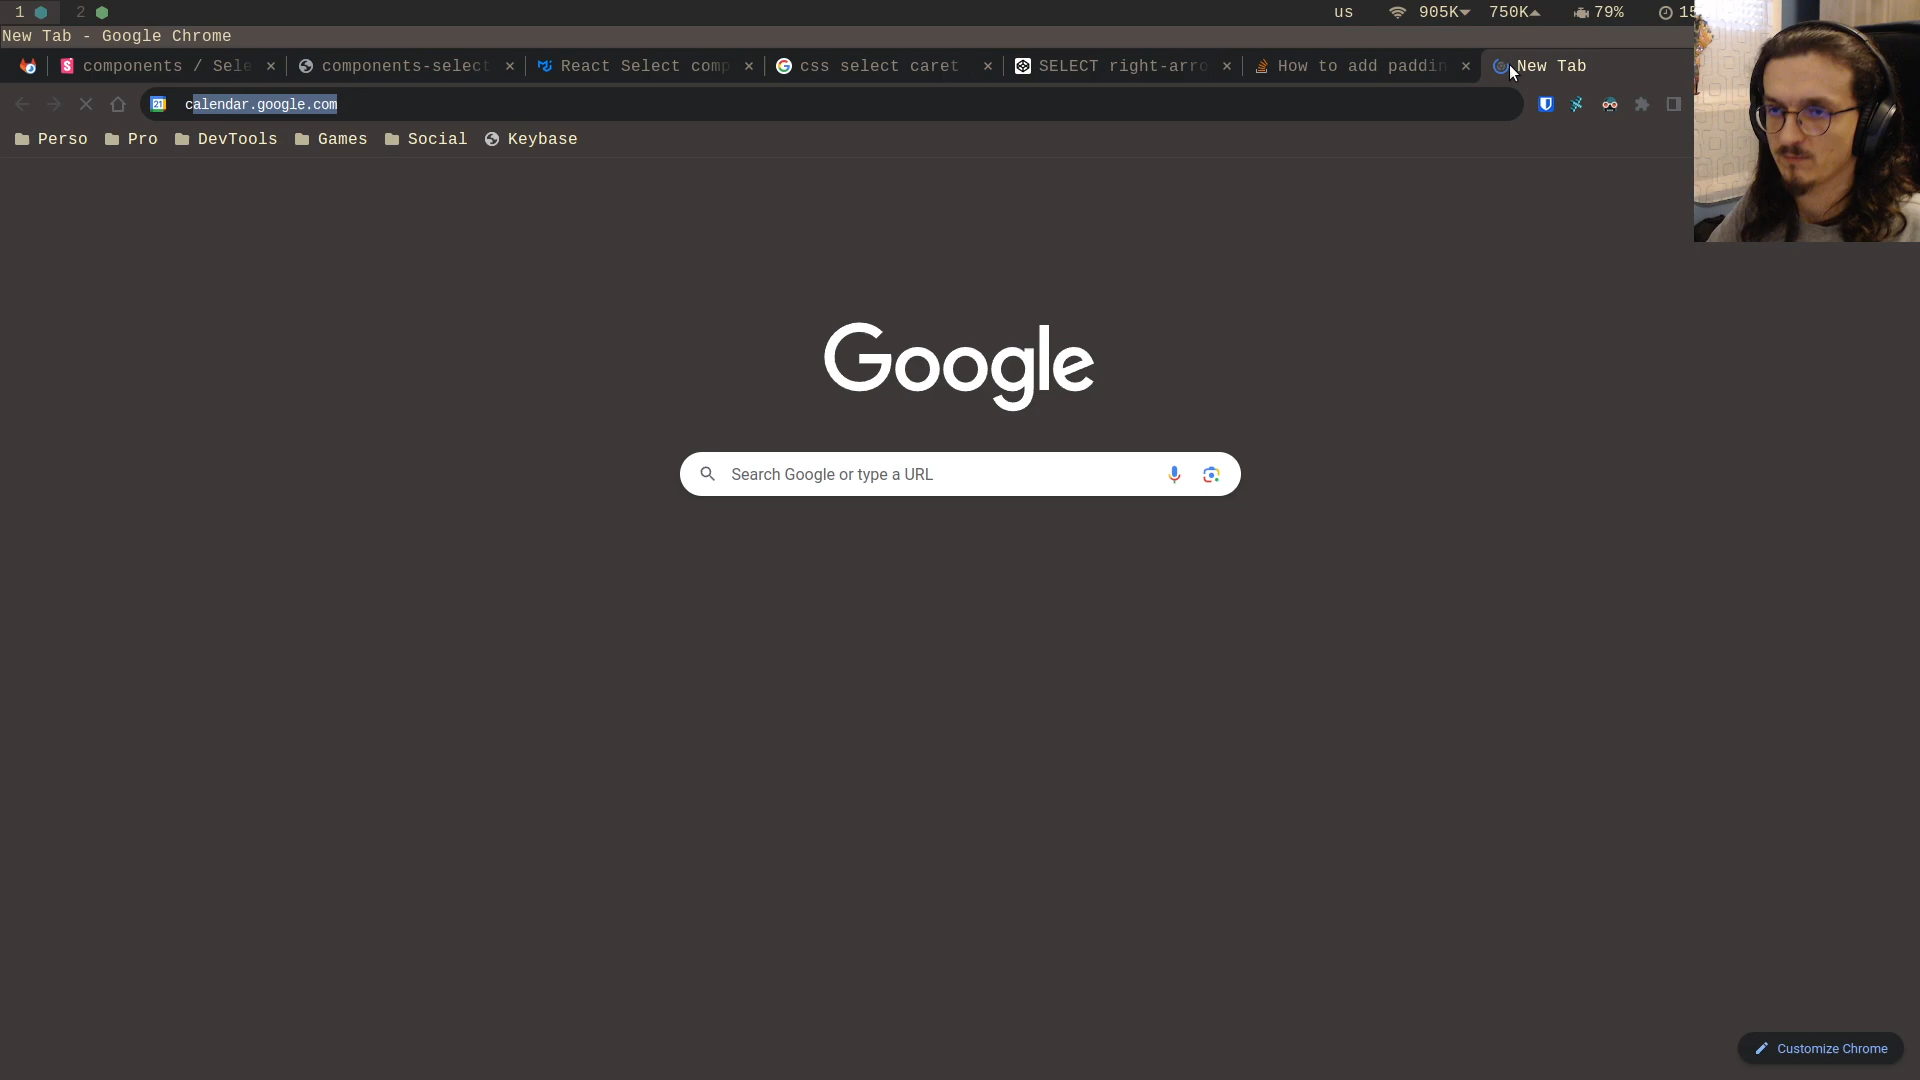 1 2 us 905K 750K 79% 15
New Tab - Google Chrome
components / Sele components-select React Select comp css select caret SELECT right-arro How to add paddin New Tab
21 calendar.google.com
Perso Pro DevTools Games Social Keybase
Google
Search Google or type a URL
Customize Chrome